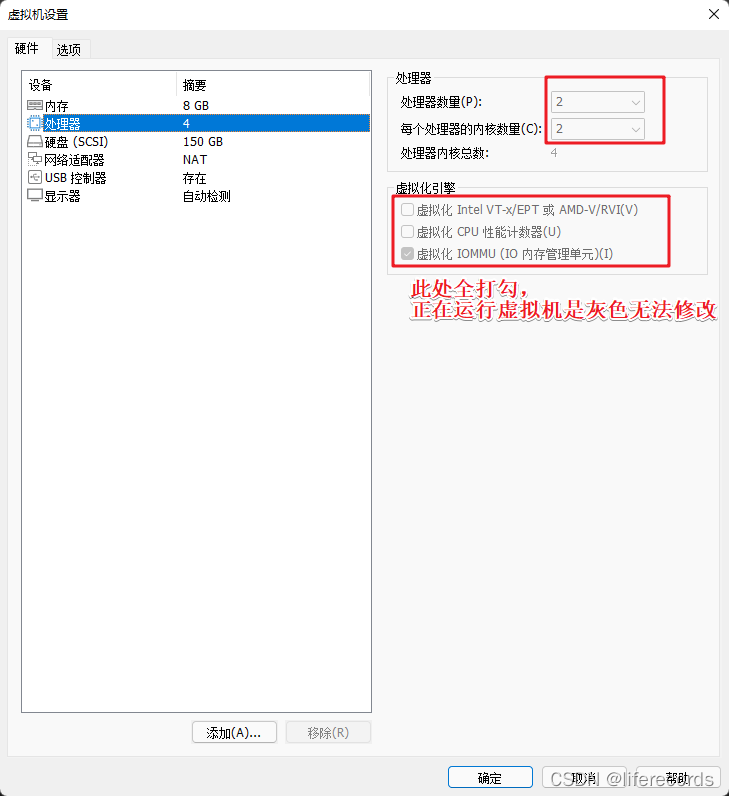 虚拟机设置
硬件 选项
设备 摘要
内存 8 GB
处理器 4
硬盘 (SCSI) 150 GB
网络适配器 NAT
USB 控制器 存在
显示器 自动检测
添加(A)... 移除(R)
处理器
处理器数量(P): 2
每个处理器的内核数量(C): 2
处理器内核总数: 4
虚拟化引擎
虚拟化 Intel VT-x/EPT 或 AMD-V/RVI(V)
虚拟化 CPU 性能计数器(U)
虚拟化 IOMMU (IO 内存管理单元)(I)
此处全打勾，
正在运行虚拟机是灰色无法修改
确定 取消 帮助
CSDN @liferecords